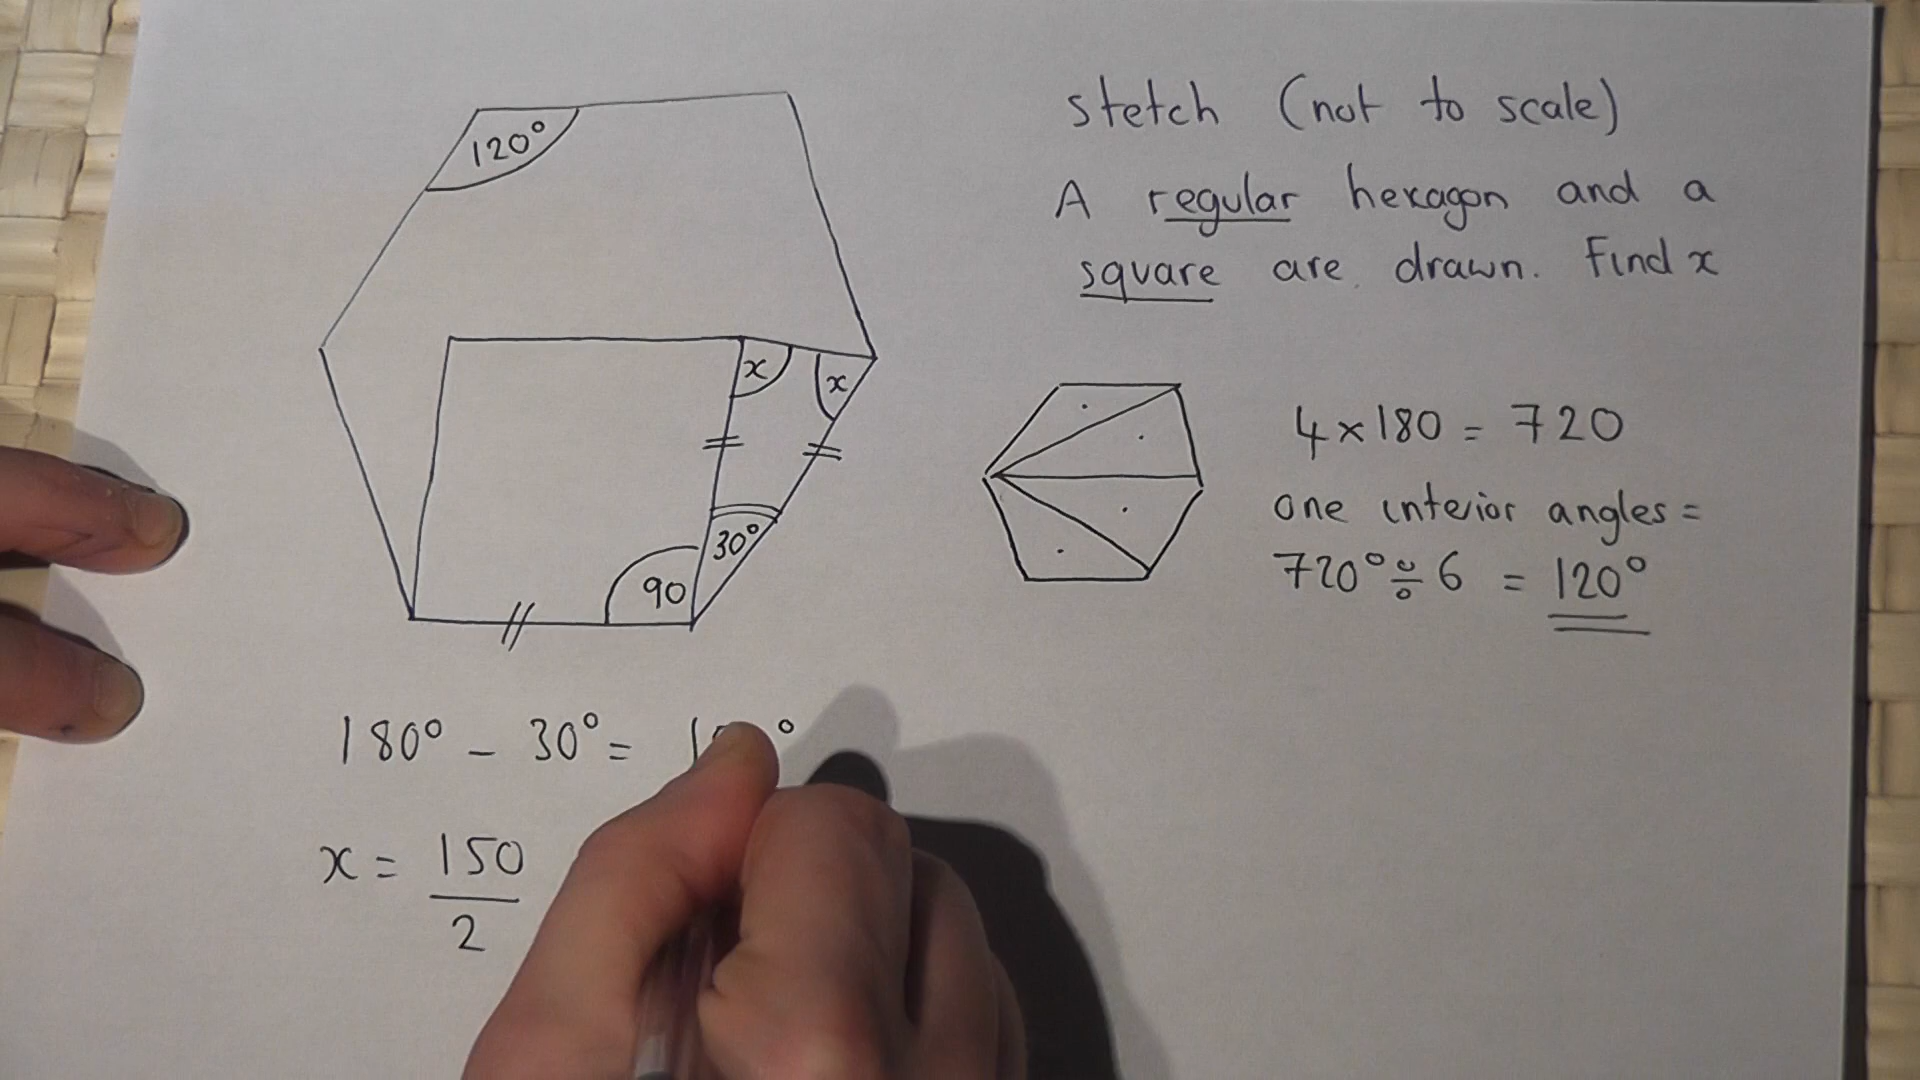 stetch (not to scale)
A regular hexagon and a
square are drawn. Find x
120°
x
x
30°
90
4 x 180 = 720
one interior angles =
720° ÷ 6 = 120°
180° - 30° =
x = 150
2